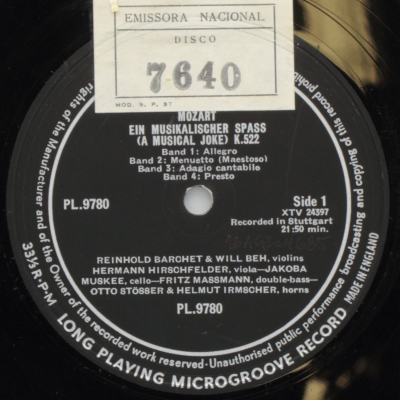 EMISSORA NACIONAL
DISCO
7640
MOD. S. P. 37
MOZART
EIN MUSIKALISCHER SPASS
(A MUSICAL JOKE) K.522
Band 1: Allegro
Band 2: Menuetto (Maestoso)
Band 3: Adagio cantabile
Band 4: Presto
PL.9780
Side 1
XTV 24397
Recorded in Stuttgart
21:50 min.
REINHOLD BARCHET & WILL BEH, violins
HERMANN HIRSCHFELDER, viola—JAKOBA
MUSKEE, cello—FRITZ MASSMANN, double-bass—
OTTO STÖSSER & HELMUT IRMSCHER, horns
PL.9780
rights of the Manufacturer and of the Owner of the recorded work reserved - Unauthorised public performance broadcasting and copying of this record prohi
33⅓ R.P.M LONG PLAYING MICROGROOVE RECORD MADE IN ENGLAND